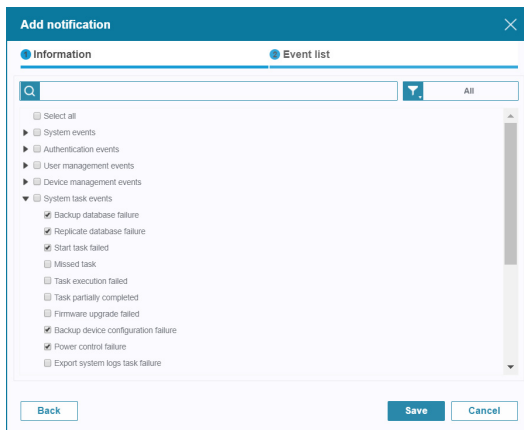 Add notification
1 Information
2 Event list
All
Select all
System events
Authentication events
User management events
Device management events
System task events
Backup database failure
Replicate database failure
Start task failed
Missed task
Task execution failed
Task partially completed
Firmware upgrade failed
Backup device configuration failure
Power control failure
Export system logs task failure
Back
Save
Cancel